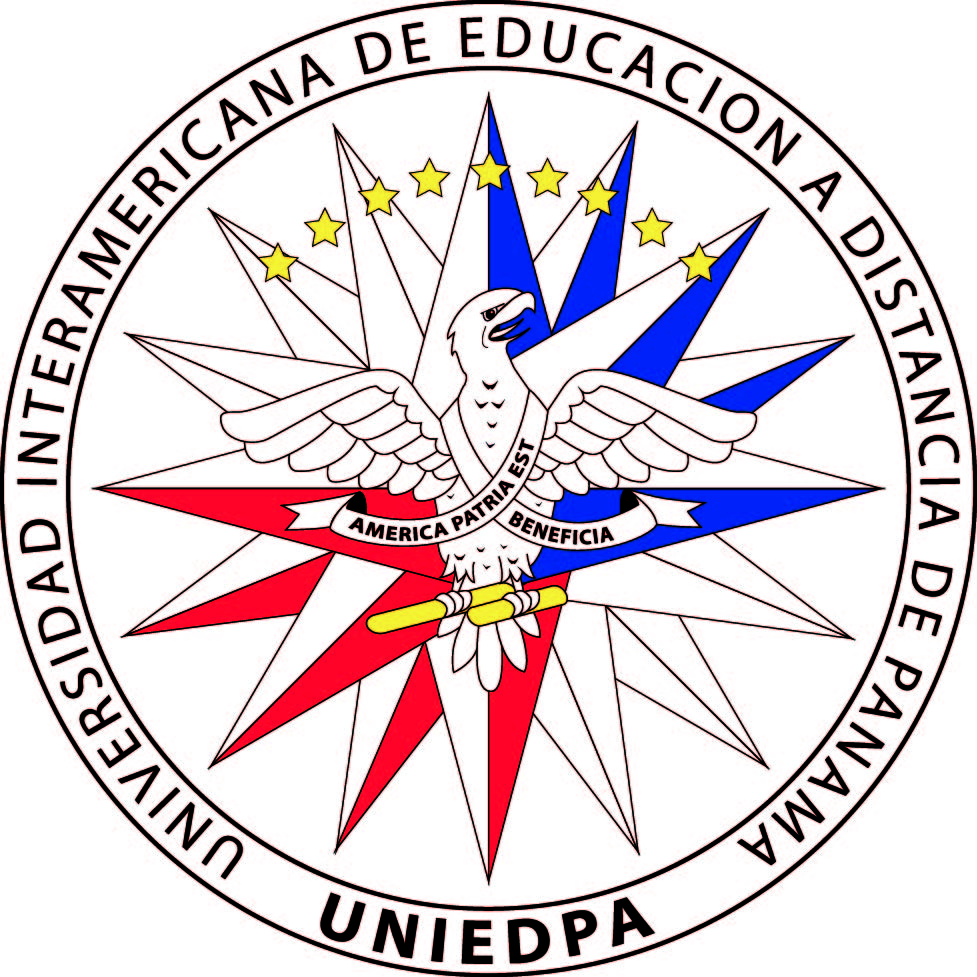 UNIVERSIDAD INTERAMERICANA DE EDUCACION A DISTANCIA DE PANAMA
AMERICA PATRIA EST
BENEFICIA
UNIEDPA